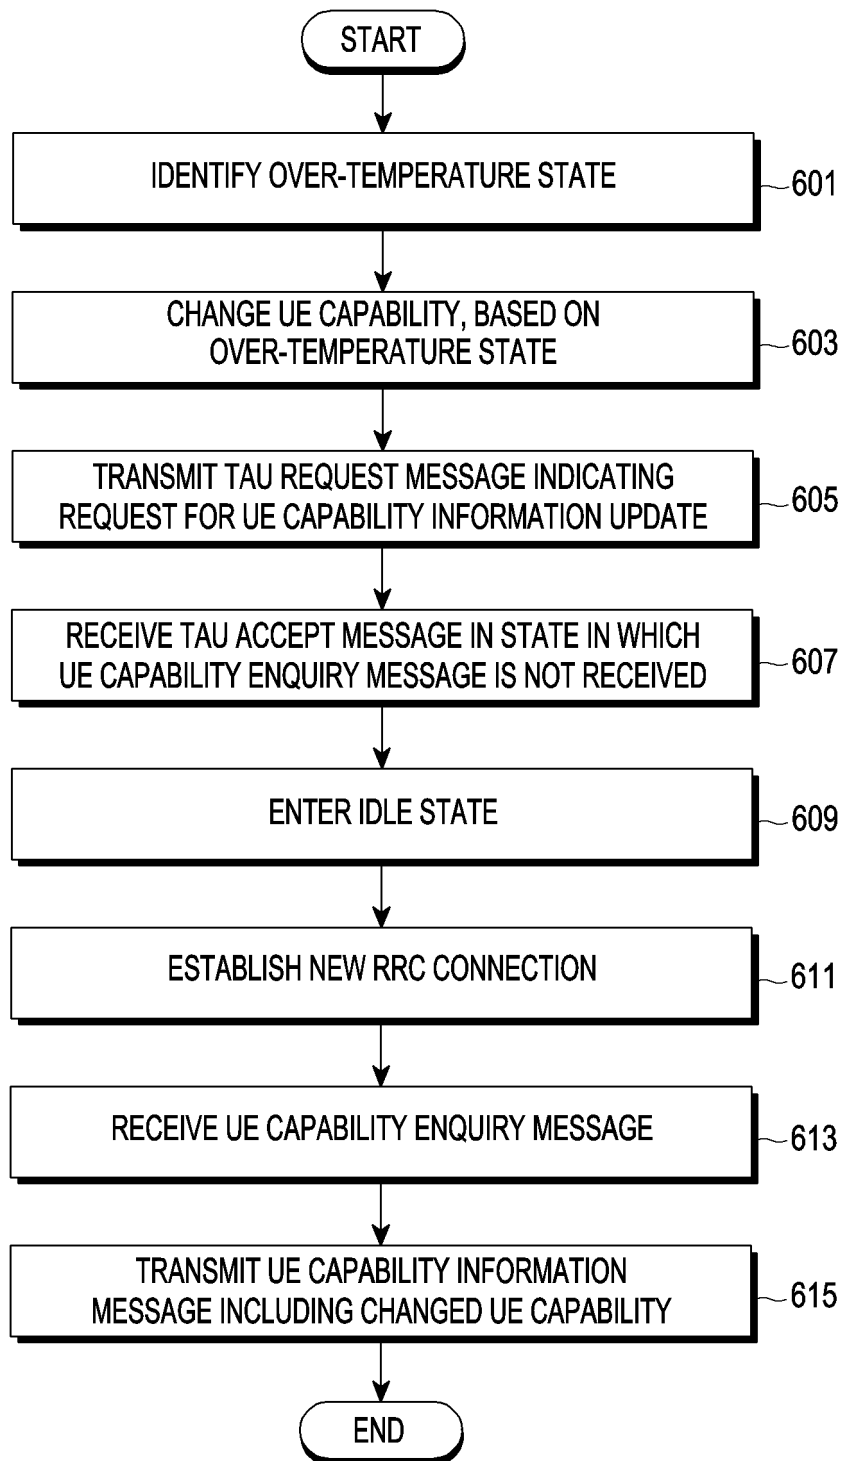 START
IDENTIFY OVER-TEMPERATURE STATE
601
CHANGE UE CAPABILITY, BASED ON
OVER-TEMPERATURE STATE
603
TRANSMIT TAU REQUEST MESSAGE INDICATING
REQUEST FOR UE CAPABILITY INFORMATION UPDATE
605
RECEIVE TAU ACCEPT MESSAGE IN STATE IN WHICH
UE CAPABILITY ENQUIRY MESSAGE IS NOT RECEIVED
607
ENTER IDLE STATE
609
ESTABLISH NEW RRC CONNECTION
611
RECEIVE UE CAPABILITY ENQUIRY MESSAGE
613
TRANSMIT UE CAPABILITY INFORMATION
MESSAGE INCLUDING CHANGED UE CAPABILITY
615
END